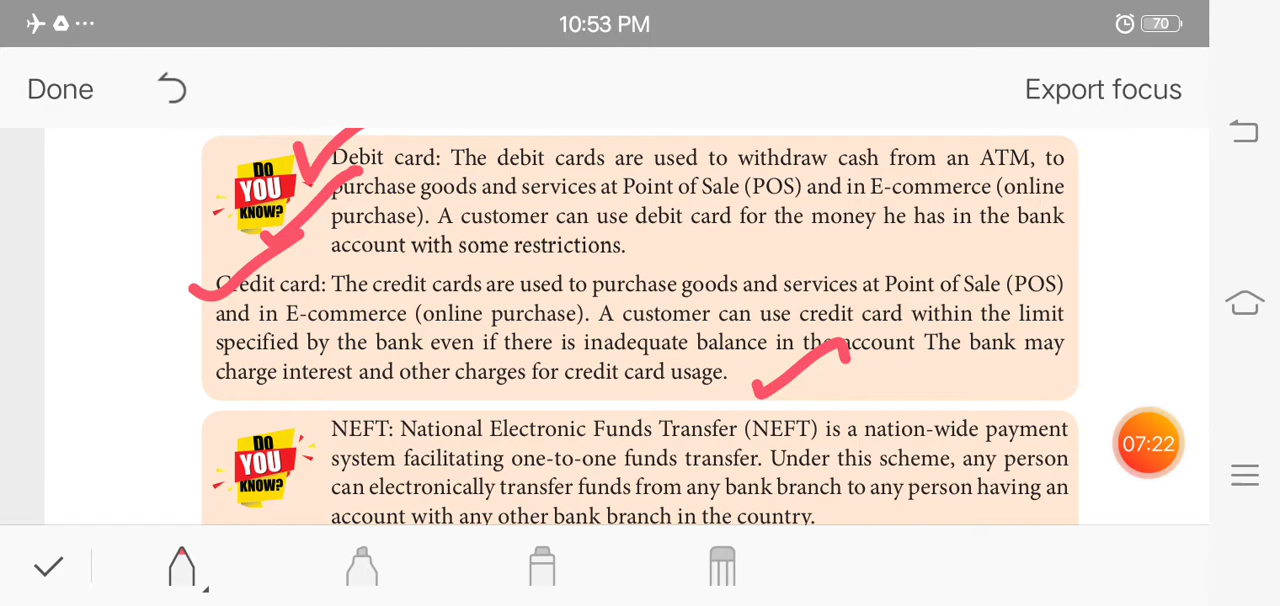 10:53 PM
70
Done
Export focus
DO
YOU
KNOW?
Debit card: The debit cards are used to withdraw cash from an ATM, to
purchase goods and services at Point of Sale (POS) and in E-commerce (online
purchase). A customer can use debit card for the money he has in the bank
account with some restrictions.
Credit card: The credit cards are used to purchase goods and services at Point of Sale (POS)
and in E-commerce (online purchase). A customer can use credit card within the limit
specified by the bank even if there is inadequate balance in the account The bank may
charge interest and other charges for credit card usage.
DO
YOU
KNOW?
NEFT: National Electronic Funds Transfer (NEFT) is a nation-wide payment
system facilitating one-to-one funds transfer. Under this scheme, any person
can electronically transfer funds from any bank branch to any person having an
account with any other bank branch in the country.
07:22